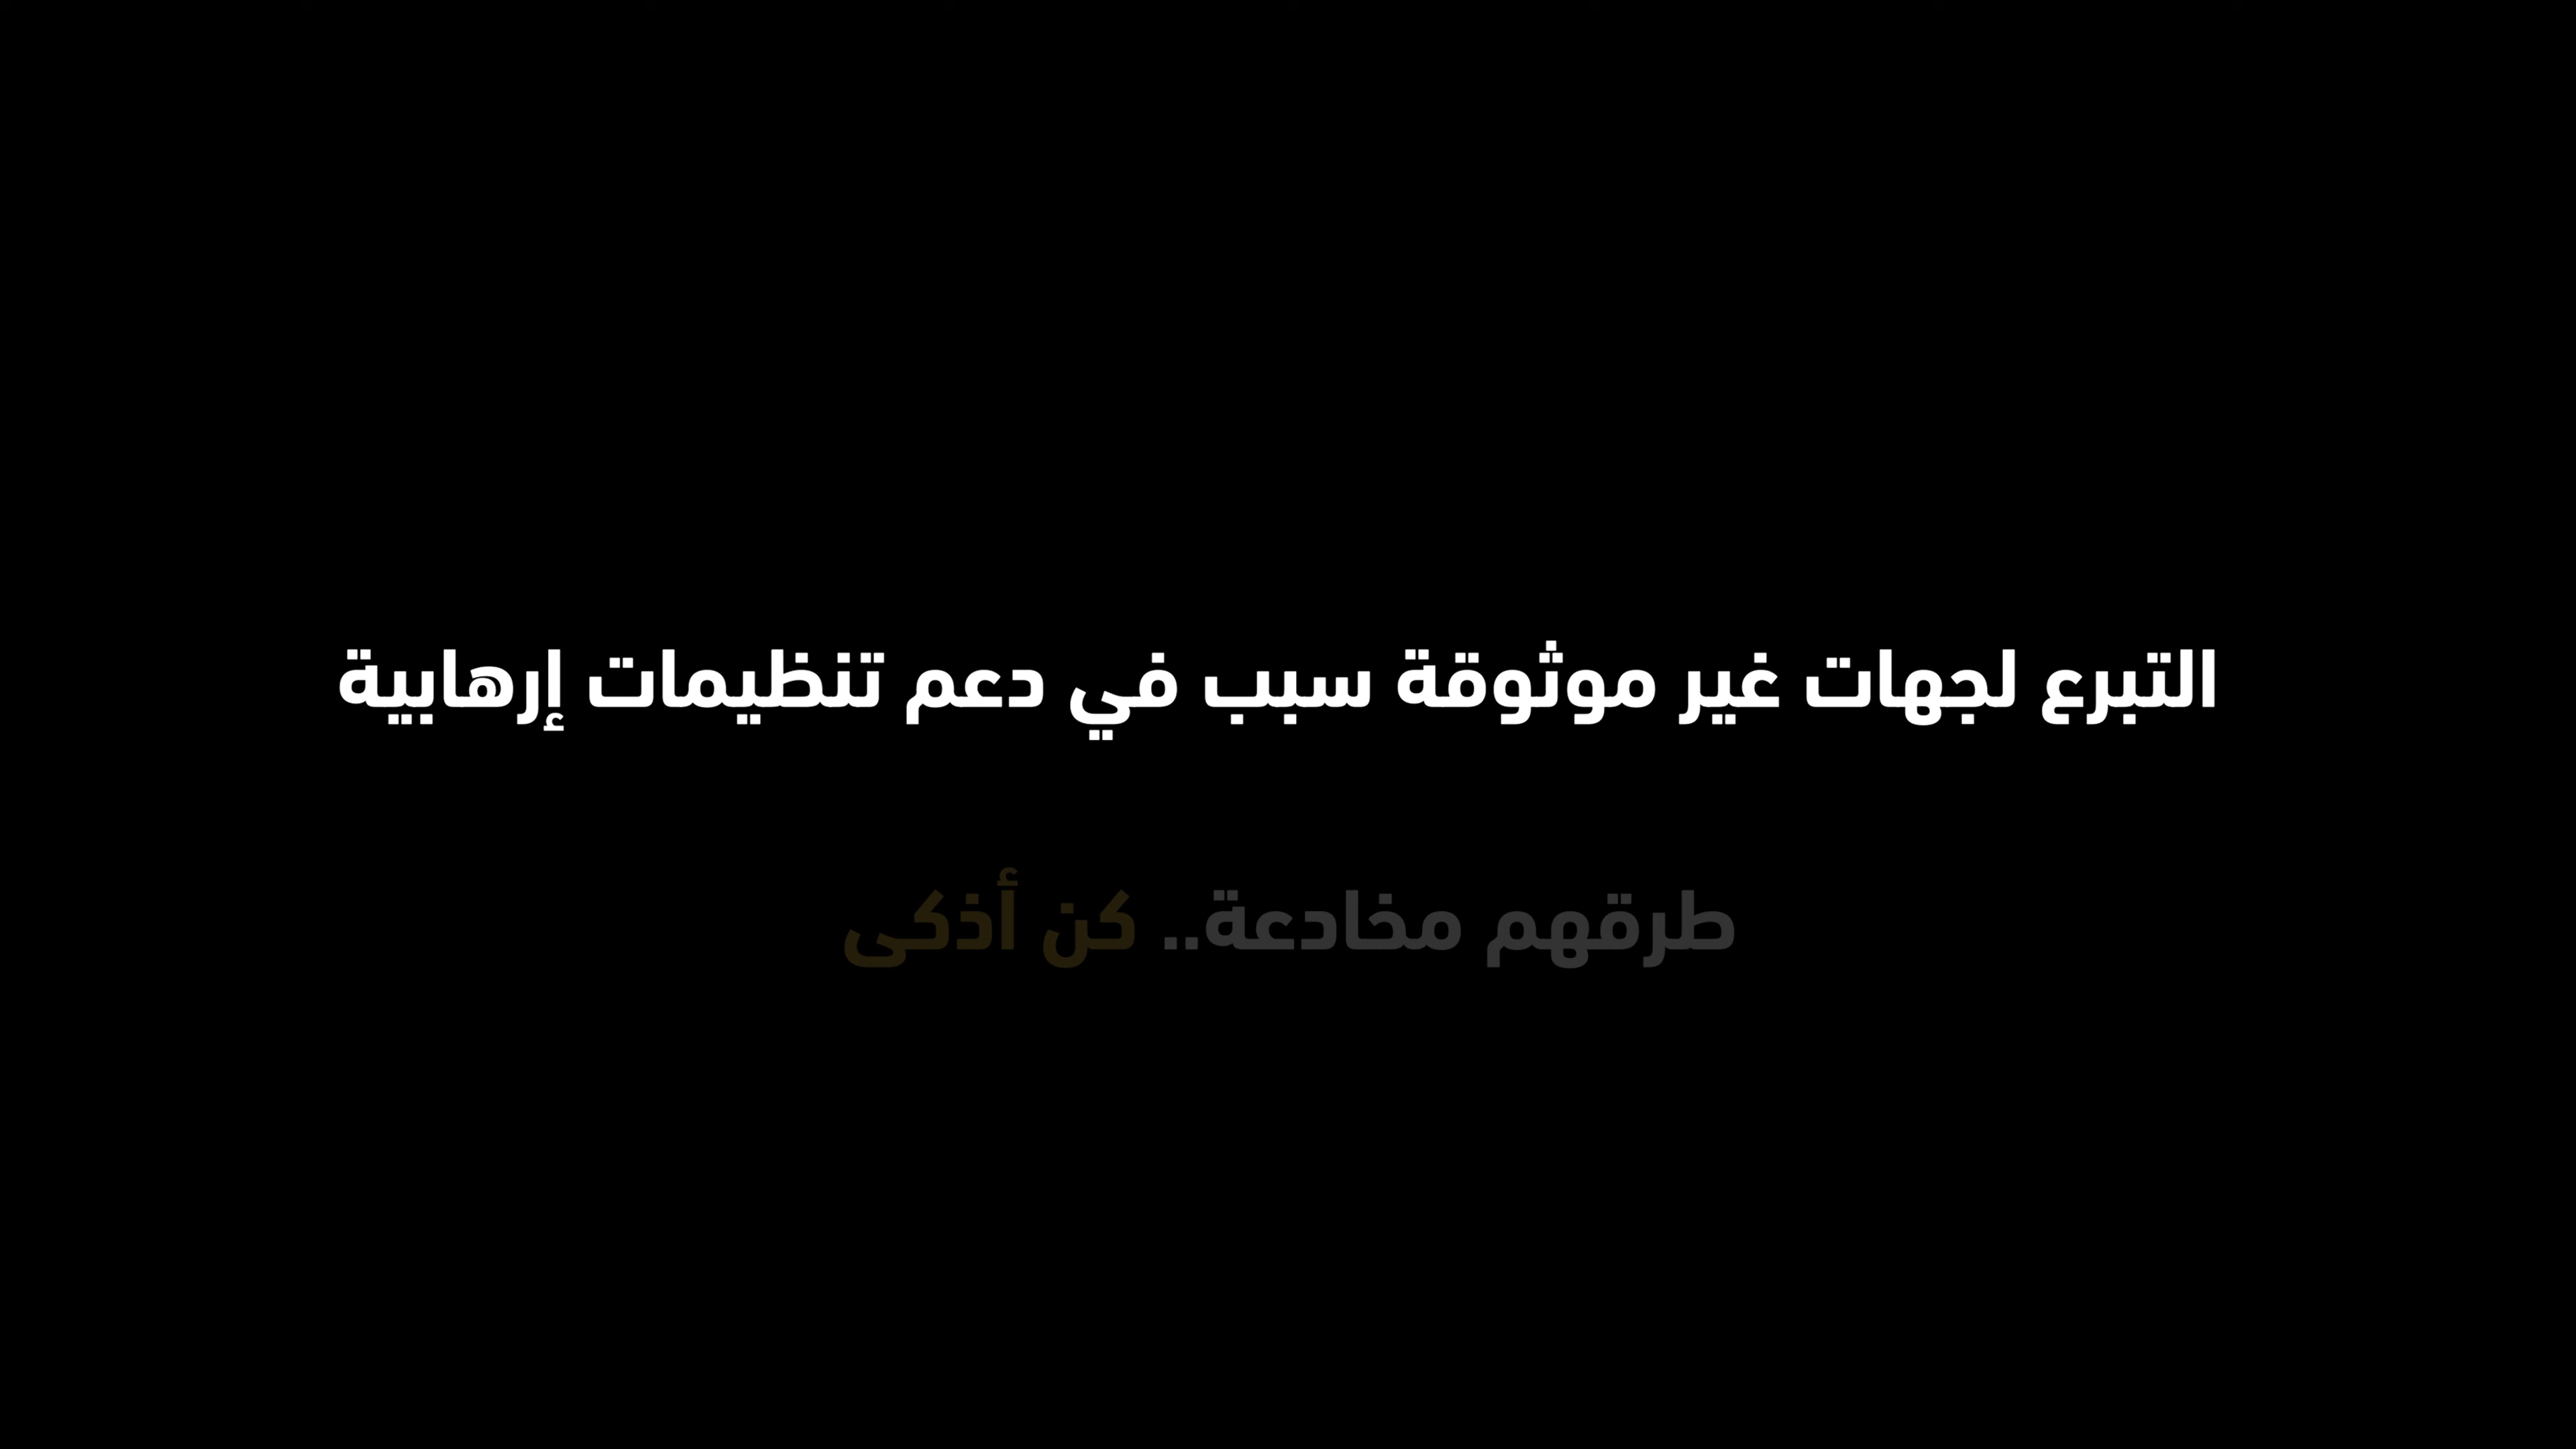 التبرع لجهات غير موثوقة سبب في دعم تنظيمات إرهابية
طرقهم مخادعة.. كن أذكى